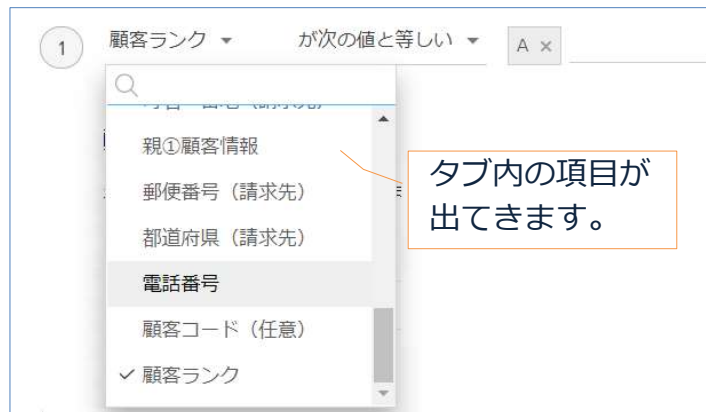 1 顧客ランク が次の値と等しい A ×
親①顧客情報
郵便番号（請求先）
都道府県（請求先）
電話番号
顧客コード（任意）
✓ 顧客ランク
タブ内の項目が
出てきます。